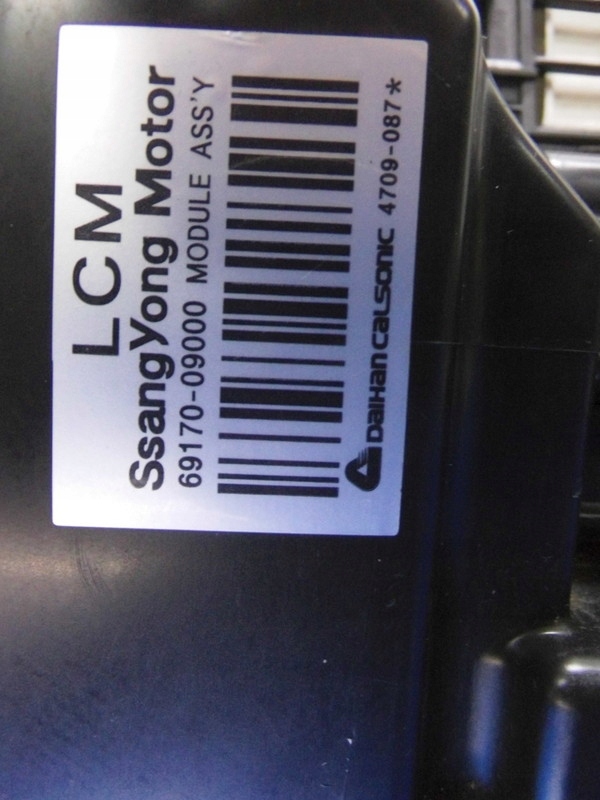 LCM
SsangYong Motor
69170-09000 MODULE ASS'Y
DAIHAN CALSONIC 4709-087*